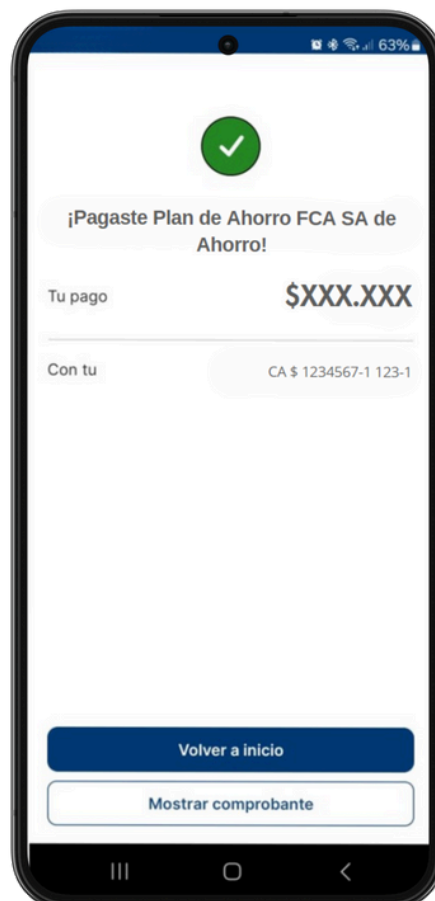 63%
¡Pagaste Plan de Ahorro FCA SA de
Ahorro!
Tu pago $XXX.XXX
Con tu CA $ 1234567-1 123-1
Volver a inicio
Mostrar comprobante